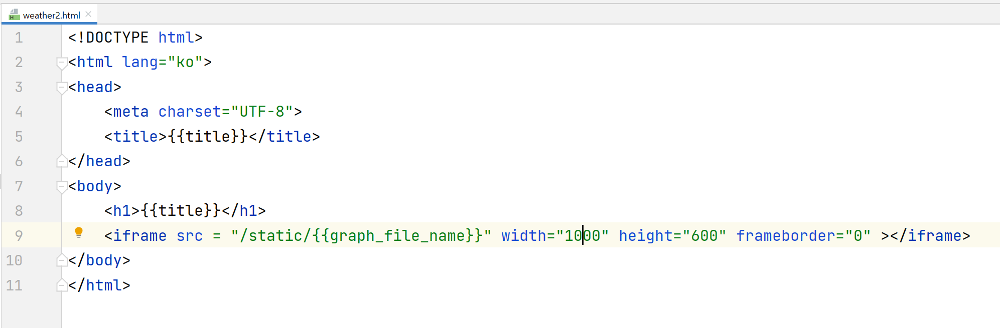 weather2.html
1 <!DOCTYPE html>
2 <html lang="ko">
3 <head>
4     <meta charset="UTF-8">
5     <title>{{title}}</title>
6 </head>
7 <body>
8     <h1>{{title}}</h1>
9     <iframe src = "/static/{{graph_file_name}}" width="1000" height="600" frameborder="0" ></iframe>
10 </body>
11 </html>